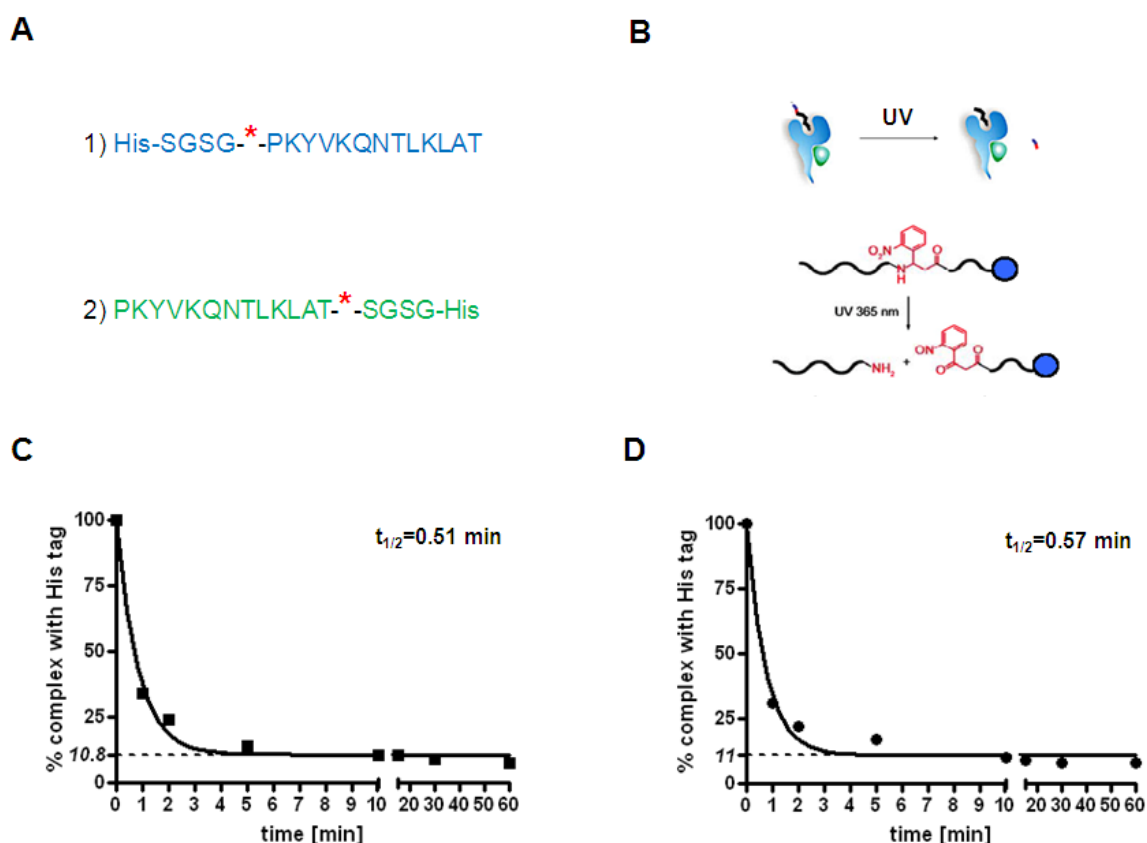 A
1) His-SGSG-*-PKYVKQNTLKLAT
2) PKYVKQNTLKLAT-*-SGSG-His
B
UV
O₂N
O
N
H
UV 365 nm
NH₂
+
ON
O
O
C
t₁/₂=0.51 min
% complex with His tag
100
75
50
25
10.8
0
0 1 2 3 4 5 6 7 8 9 10 20 30 40 50 60
time [min]
D
t₁/₂=0.57 min
% complex with His tag
100
75
50
25
11
0
0 1 2 3 4 5 6 7 8 9 10 20 30 40 50 60
time [min]